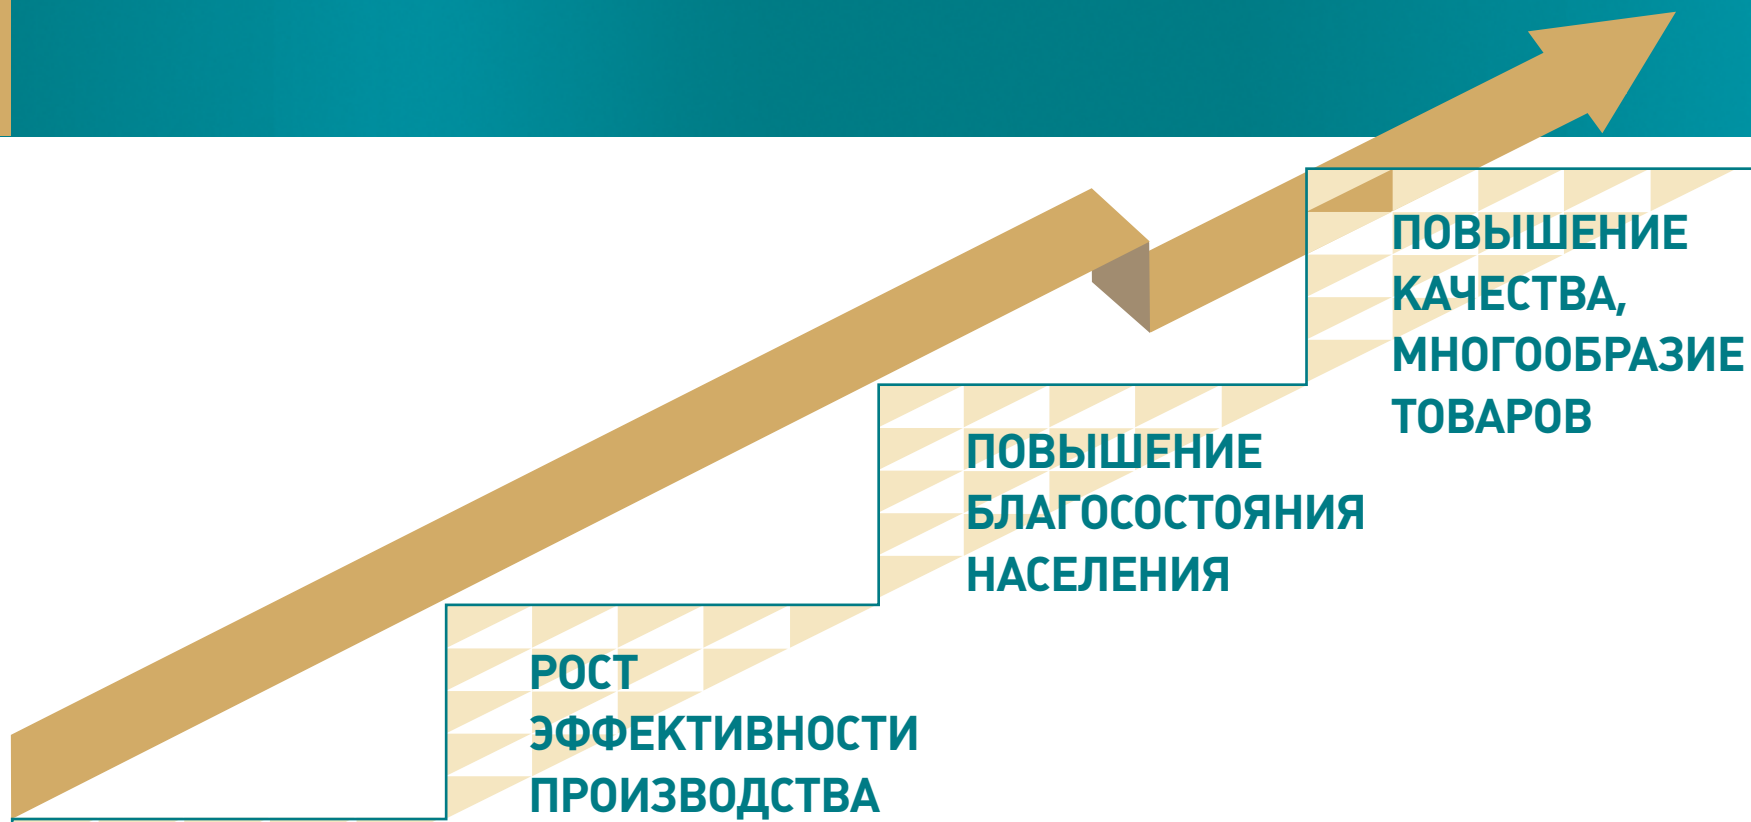 ПОВЫШЕНИЕ
КАЧЕСТВА,
МНОГООБРАЗИЕ
ТОВАРОВ
ПОВЫШЕНИЕ
БЛАГОСОСТОЯНИЯ
НАСЕЛЕНИЯ
РОСТ
ЭФФЕКТИВНОСТИ
ПРОИЗВОДСТВА